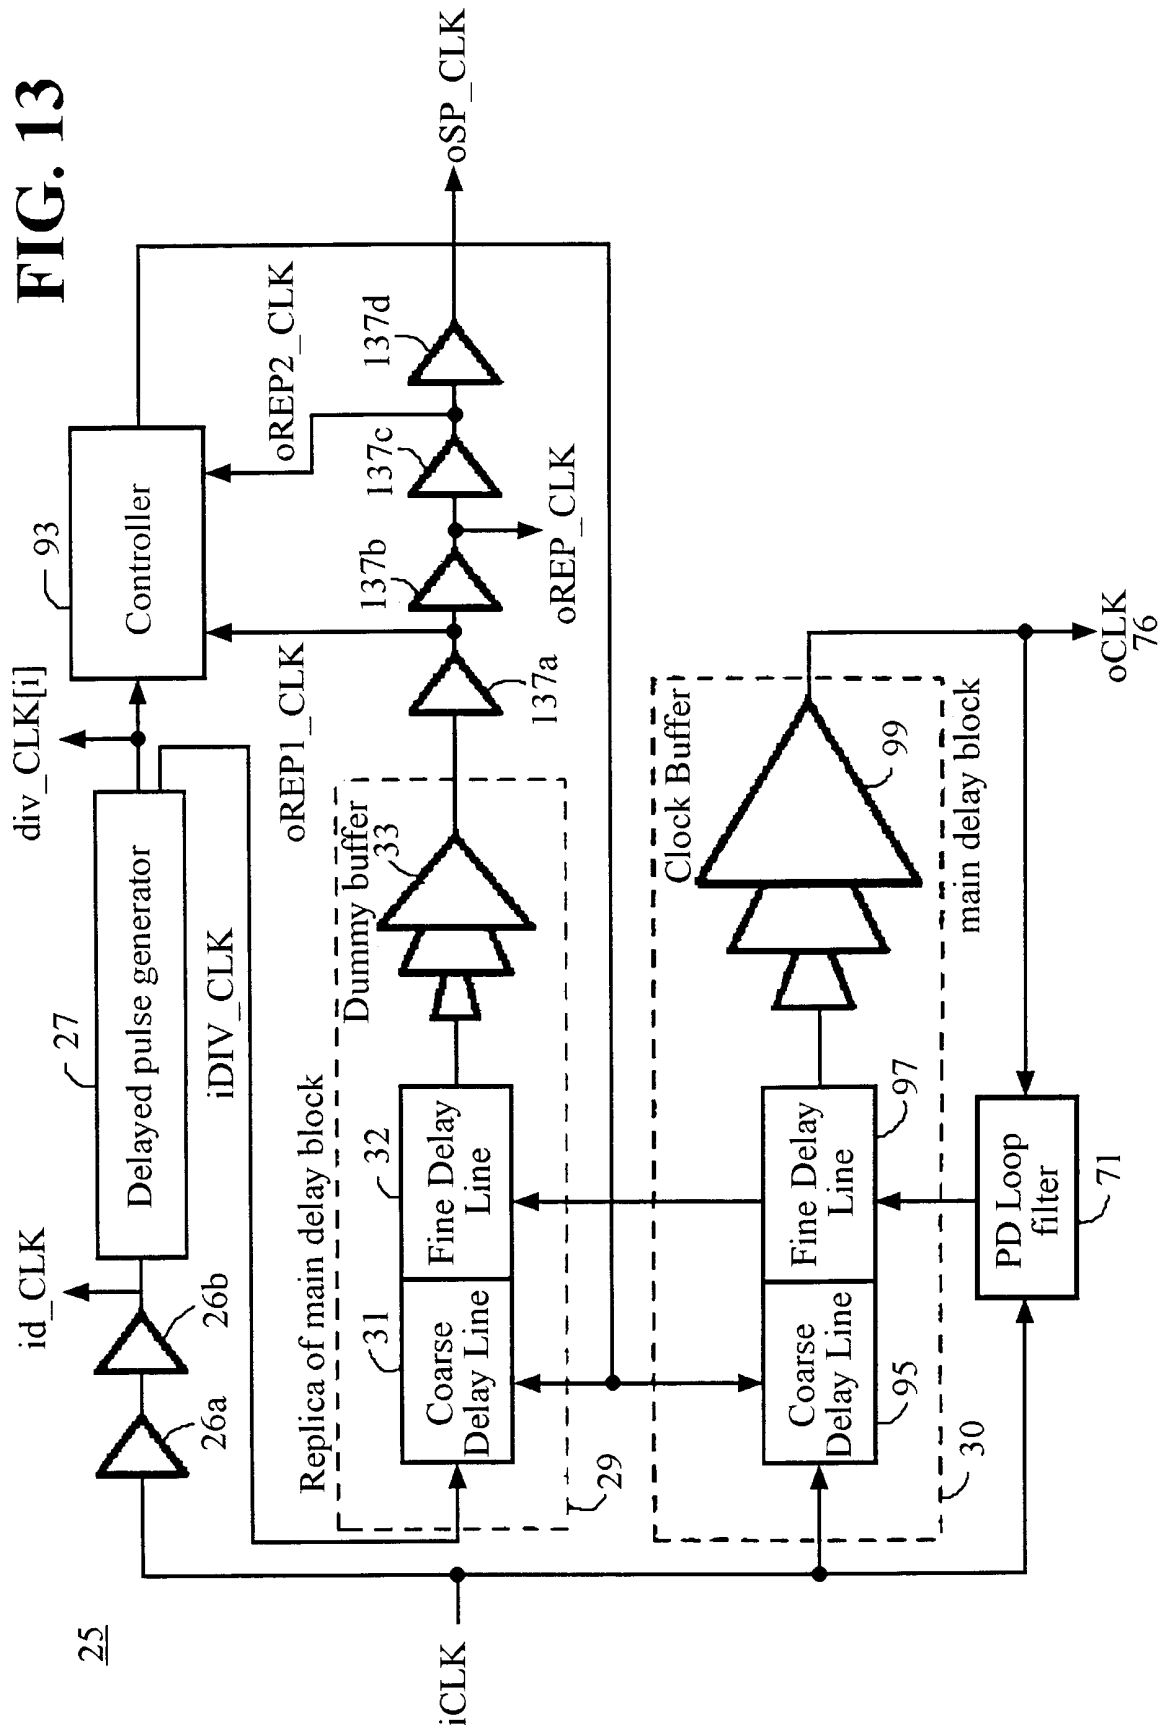 FIG. 13
25
iCLK
26a
26b
id_CLK
27
Delayed pulse generator
iDIV_CLK
div_CLK[i]
93
Controller
oREP1_CLK
oREP2_CLK
Replica of main delay block
31
Coarse
Delay Line
32
Fine Delay
Line
Dummy buffer
33
29
137a
137b
137c
137d
oREP_CLK
oSP_CLK
Coarse
Delay Line
95
Fine Delay
Line
97
Clock Buffer
99
main delay block
30
PD Loop
filter
71
oCLK
76